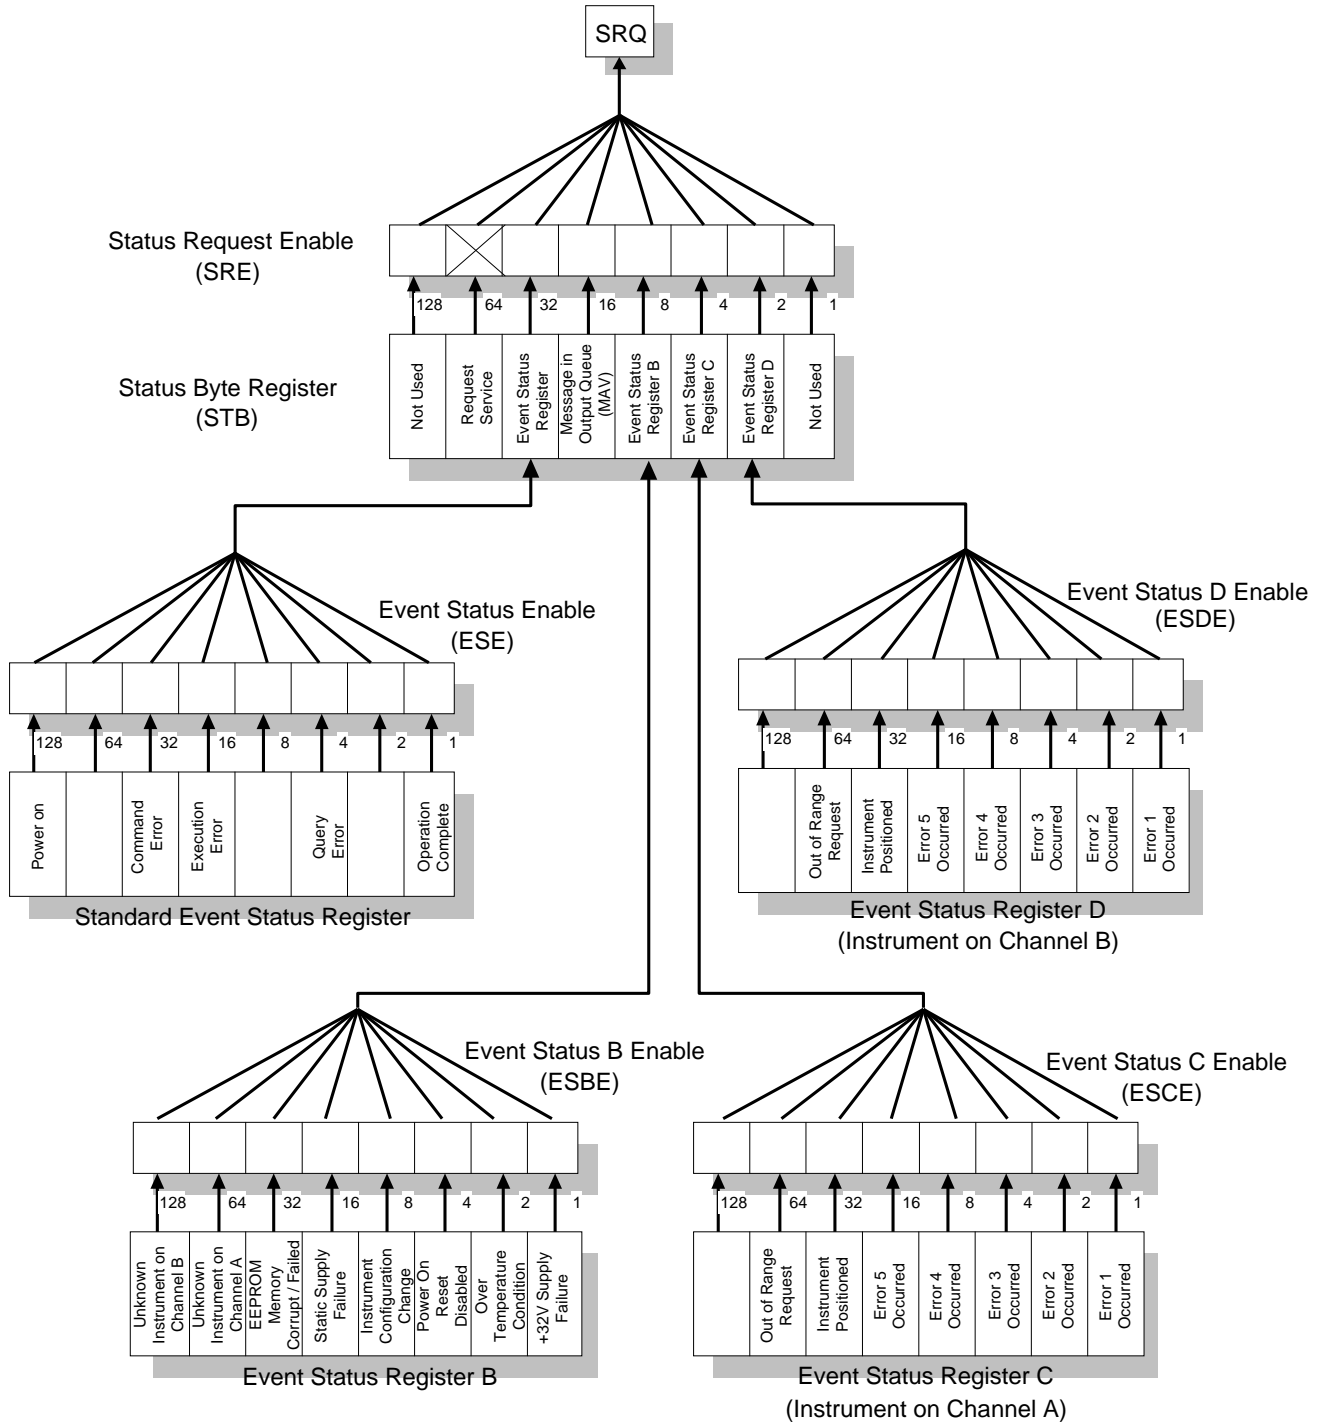 SRQ
Status Request Enable
(SRE)
128 64 32 16 8 4 2 1
Status Byte Register
(STB)
Not Used
Request
Service
Event Status
Register
Message in
Output Queue
(MAV)
Event Status
Register B
Event Status
Register C
Event Status
Register D
Not Used
Event Status Enable
(ESE)
128 64 32 16 8 4 2 1
Power on
Command
Error
Execution
Error
Query
Error
Operation
Complete
Standard Event Status Register
Event Status D Enable
(ESDE)
128 64 32 16 8 4 2 1
Out of Range
Request
Instrument
Positioned
Error 5
Occurred
Error 4
Occurred
Error 3
Occurred
Error 2
Occurred
Error 1
Occurred
Event Status Register D
(Instrument on Channel B)
Event Status B Enable
(ESBE)
128 64 32 16 8 4 2 1
Unknown
Instrument on
Channel B
Unknown
Instrument on
Channel A
EEPROM
Memory
Corrupt / Failed
Static Supply
Failure
Instrument
Configuration
Change
Power On
Reset
Disabled
Over
Temperature
Condition
+32V Supply
Failure
Event Status Register B
Event Status C Enable
(ESCE)
128 64 32 16 8 4 2 1
Out of Range
Request
Instrument
Positioned
Error 5
Occurred
Error 4
Occurred
Error 3
Occurred
Error 2
Occurred
Error 1
Occurred
Event Status Register C
(Instrument on Channel A)